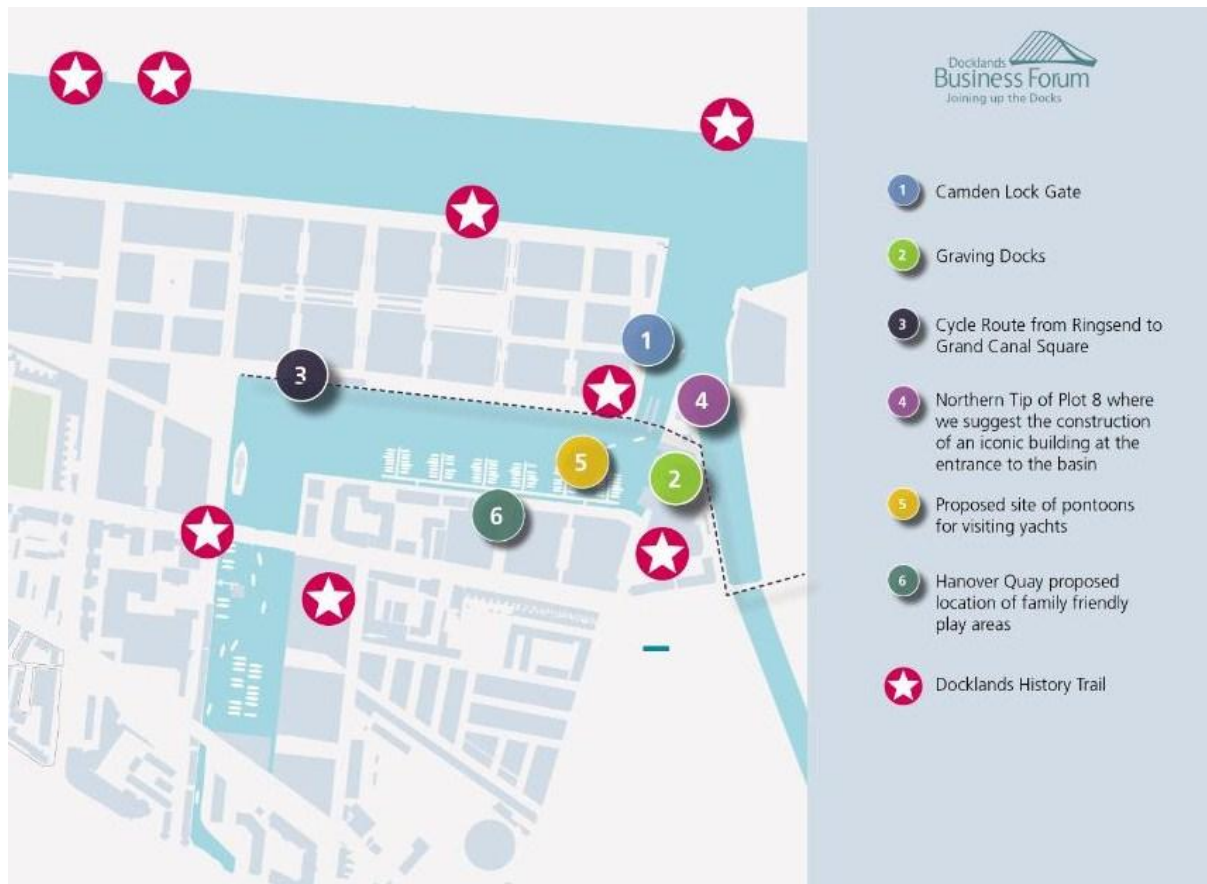 Docklands
Business Forum
Joining up the Docks
1 Camden Lock Gate
2 Graving Docks
3 Cycle Route from Ringsend to
Grand Canal Square
4 Northern Tip of Plot 8 where
we suggest the construction
of an iconic building at the
entrance to the basin
5 Proposed site of pontoons
for visiting yachts
6 Hanover Quay proposed
location of family friendly
play areas
Docklands History Trail
1
3
4
5
2
6